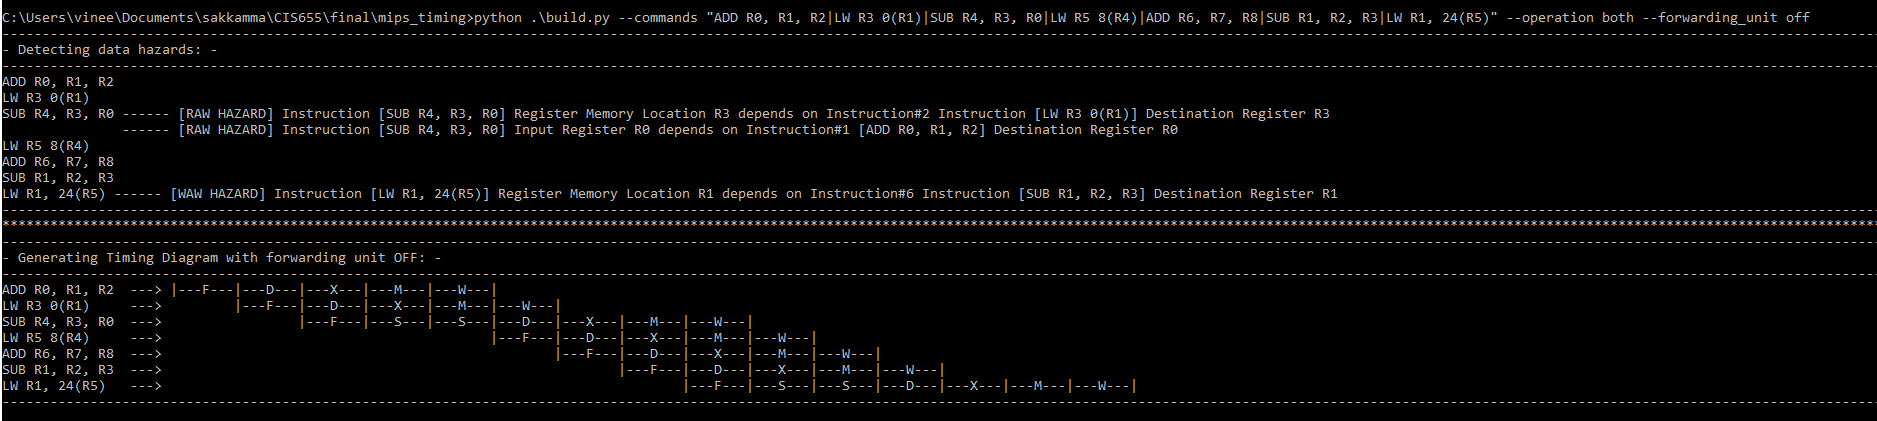 C:\Users\vinee\Documents\sakkamma\CIS655\final\mips_timing>python .\build.py --commands "ADD R0, R1, R2|LW R3 0(R1)|SUB R4, R3, R0|LW R5 8(R4)|ADD R6, R7, R8|SUB R1, R2, R3|LW R1, 24(R5)" --operation both --forwarding_unit off
- Detecting data hazards: -
ADD R0, R1, R2
LW R3 0(R1)
SUB R4, R3, R0 ------ [RAW HAZARD] Instruction [SUB R4, R3, R0] Register Memory Location R3 depends on Instruction#2 Instruction [LW R3 0(R1)] Destination Register R3
------ [RAW HAZARD] Instruction [SUB R4, R3, R0] Input Register R0 depends on Instruction#1 [ADD R0, R1, R2] Destination Register R0
LW R5 8(R4)
ADD R6, R7, R8
SUB R1, R2, R3
LW R1, 24(R5) ------ [WAW HAZARD] Instruction [LW R1, 24(R5)] Register Memory Location R1 depends on Instruction#6 Instruction [SUB R1, R2, R3] Destination Register R1
- Generating Timing Diagram with forwarding unit OFF: -
ADD R0, R1, R2  ---> |---F---|---D---|---X---|---M---|---W---|
LW R3 0(R1)     --->         |---F---|---D---|---X---|---M---|---W---|
SUB R4, R3, R0  --->                 |---F---|---S---|---S---|---D---|---X---|---M---|---W---|
LW R5 8(R4)     --->                                         |---F---|---D---|---X---|---M---|---W---|
ADD R6, R7, R8  --->                                                 |---F---|---D---|---X---|---M---|---W---|
SUB R1, R2, R3  --->                                                         |---F---|---D---|---X---|---M---|---W---|
LW R1, 24(R5)   --->                                                                 |---F---|---S---|---S---|---D---|---X---|---M---|---W---|